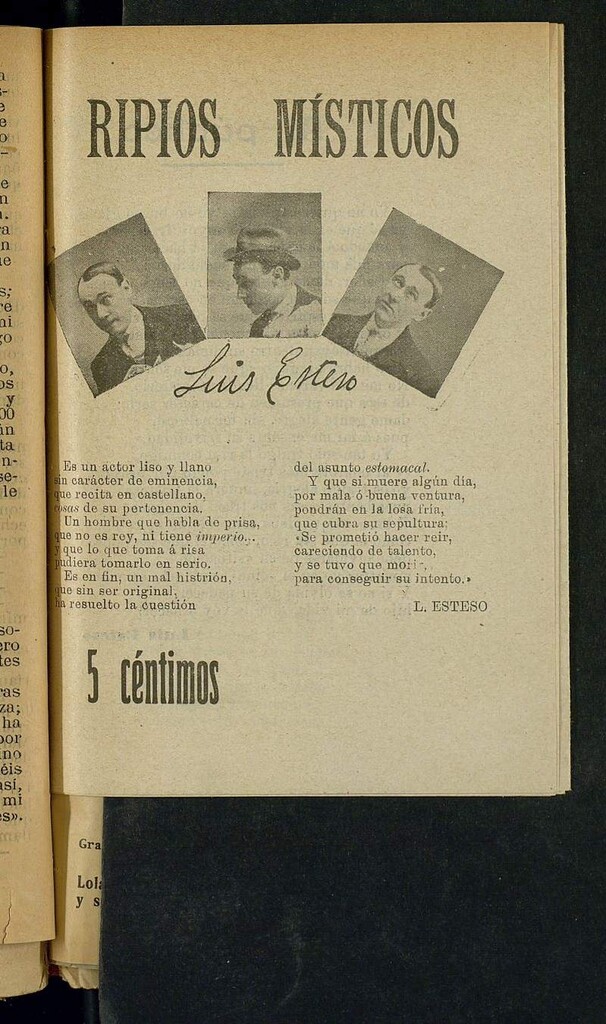 RIPIOS MÍSTICOS
Luis Esteso
Es un actor liso y llano
sin carácter de eminencia,
que recita en castellano,
cosas de su pertenencia.
Un hombre que habla de prisa,
que no es rey, ni tiene imperio...
y que lo que toma á risa
pudiera tomarlo en serio.
Es en fin, un mal histrión,
que sin ser original,
ha resuelto la cuestión
del asunto estomacal.
Y que si muere algún día,
por mala ó buena ventura,
pondrán en la losa fría,
que cubra su sepultura:
«Se prometió hacer reir,
careciendo de talento,
y se tuvo que morir,
para conseguir su intento.»
L. ESTESO
5 céntimos